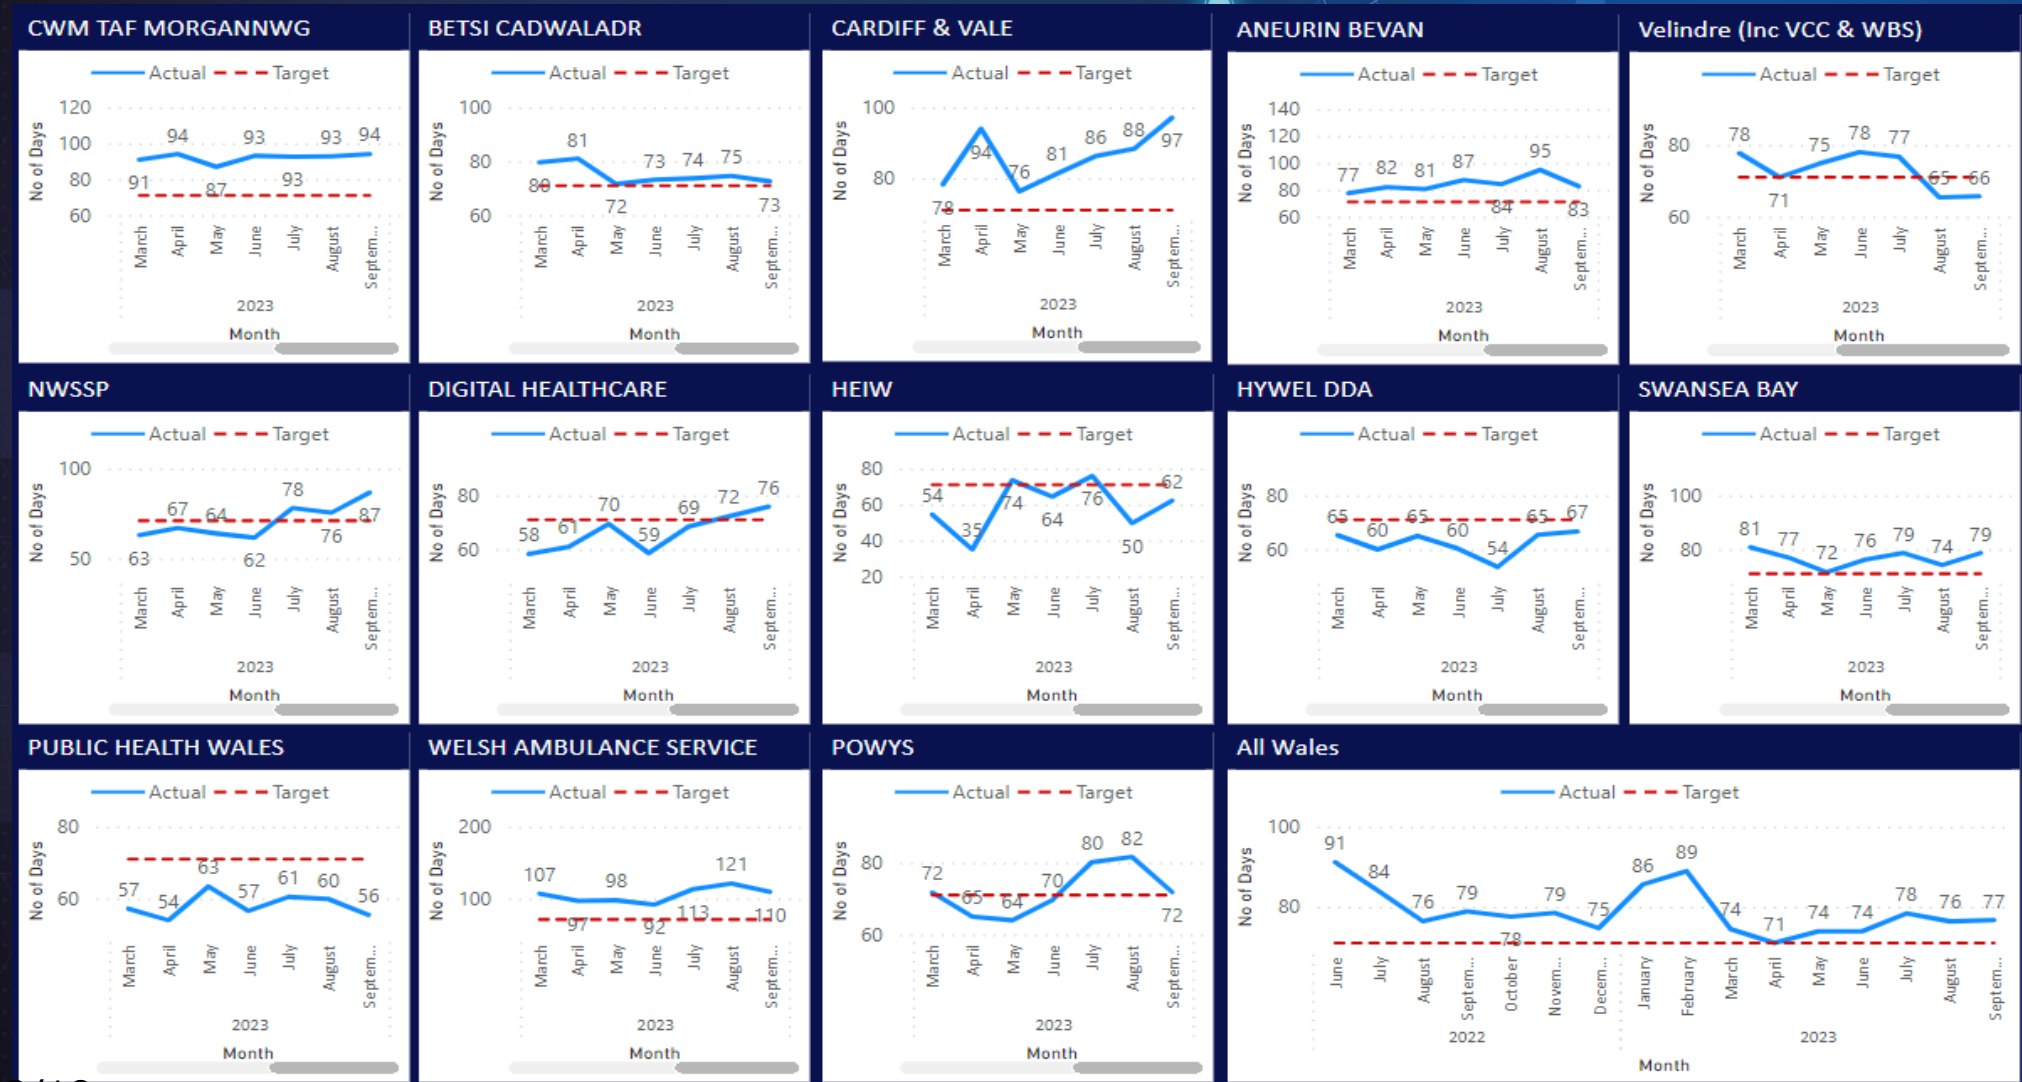 CWM TAF MORGANNWG
Actual Target
No of Days
120
100
80
60
91
94
87
93
93
93
94
March April May June July August Septem...
2023
Month
BETSI CADWALADR
Actual Target
No of Days
100
80
60
80
81
72
73
74
75
73
March April May June July August Septem...
2023
Month
CARDIFF & VALE
Actual Target
No of Days
100
80
78
94
76
81
86
88
97
March April May June July August Septem...
2023
Month
ANEURIN BEVAN
Actual Target
No of Days
140
120
100
80
60
77
82
81
87
84
95
83
March April May June July August Septem...
2023
Month
Velindre (Inc VCC & WBS)
Actual Target
No of Days
80
60
78
71
75
78
77
65
66
March April May June July August Septem...
2023
Month
NWSSP
Actual Target
No of Days
100
50
63
67
64
62
78
76
87
March April May June July August Septem...
2023
Month
DIGITAL HEALTHCARE
Actual Target
No of Days
80
60
58
61
70
59
69
72
76
March April May June July August Septem...
2023
Month
HEIW
Actual Target
No of Days
80
60
40
20
54
35
74
64
76
50
62
March April May June July August Septem...
2023
Month
HYWEL DDA
Actual Target
No of Days
80
60
65
60
65
60
54
65
67
March April May June July August Septem...
2023
Month
SWANSEA BAY
Actual Target
No of Days
100
80
81
77
72
76
79
74
79
March April May June July August Septem...
2023
Month
PUBLIC HEALTH WALES
Actual Target
No of Days
80
60
57
54
63
57
61
60
56
March April May June July August Septem...
2023
Month
WELSH AMBULANCE SERVICE
Actual Target
No of Days
200
100
107
97
98
92
113
121
110
March April May June July August Septem...
2023
Month
POWYS
Actual Target
No of Days
80
60
72
65
64
70
80
82
72
March April May June July August Septem...
2023
Month
All Wales
Actual Target
No of Days
100
80
91
84
76
79
78
79
75
86
89
74
71
74
74
78
76
77
June July August Septem... October Novem... Decem... January February March April May June July August Septem...
2022 2023
Month